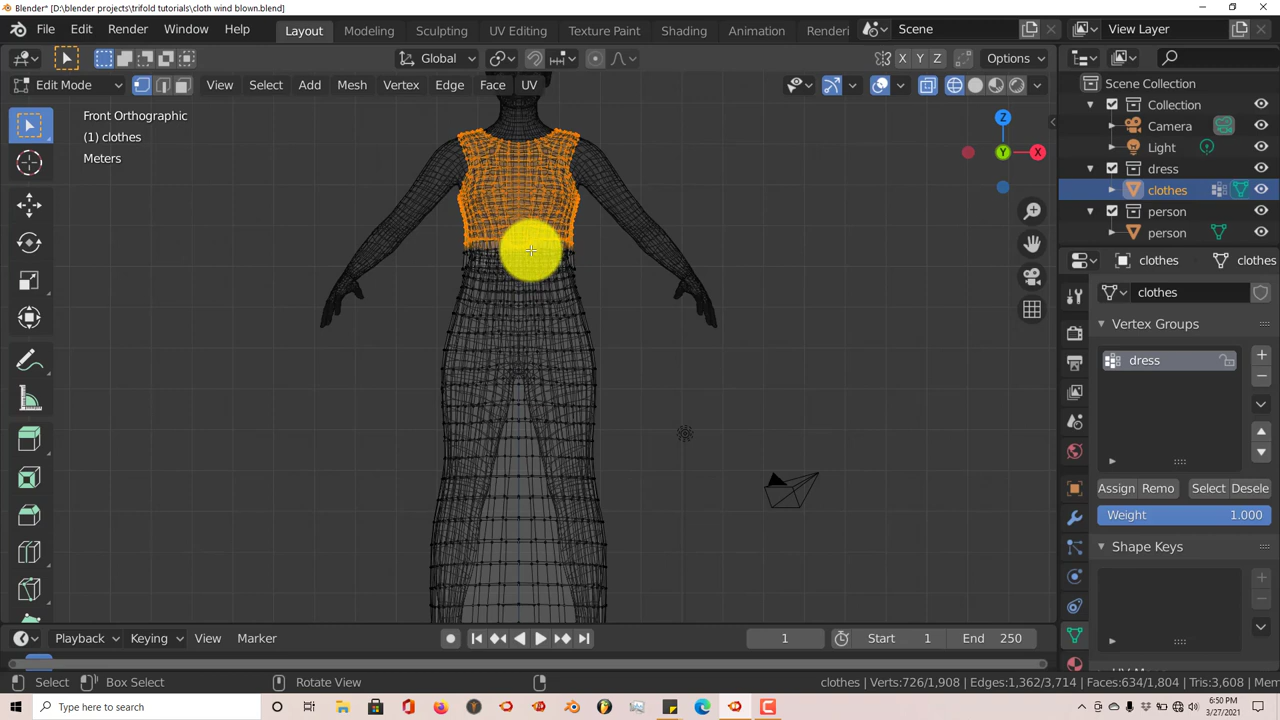 Blender* [D:\blender projects\trifold tutorials\cloth wind blown.blend]
File Edit Render Window Help Layout Modeling Sculpting UV Editing Texture Paint Shading Animation Renderi Scene View Layer
Global X Y Z Options
Edit Mode View Select Add Mesh Vertex Edge Face UV
Front Orthographic
(1) clothes
Meters
Z
Y
X
Scene Collection
Collection
Camera
Light
dress
clothes
person
person
clothes clothes
clothes
Vertex Groups
dress
Assign Remo Select Desele
Weight 1.000
Shape Keys
Playback Keying View Marker 1 Start 1 End 250
Select Box Select Rotate View clothes | Verts:726/1,908 | Edges:1,362/3,714 | Faces:634/1,804 | Tris:3,608 | Mem
Type here to search
6:50 PM
3/27/2021